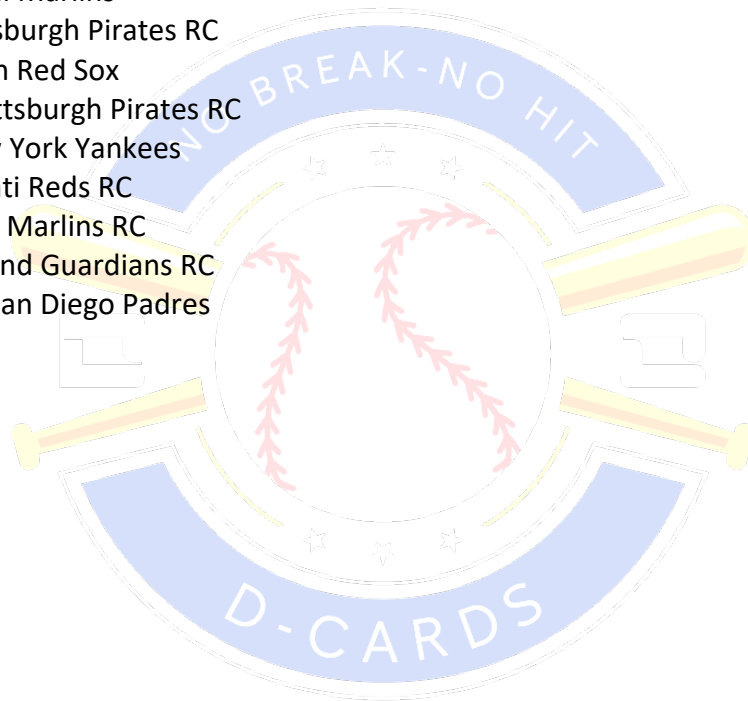 Marlins
sburgh Pirates RC
n Red Sox
ttsburgh Pirates RC
York Yankees
ti Reds RC
Marlins RC
nd Guardians RC
an Diego Padres
NO BREAK-NO HIT
D-CARDS